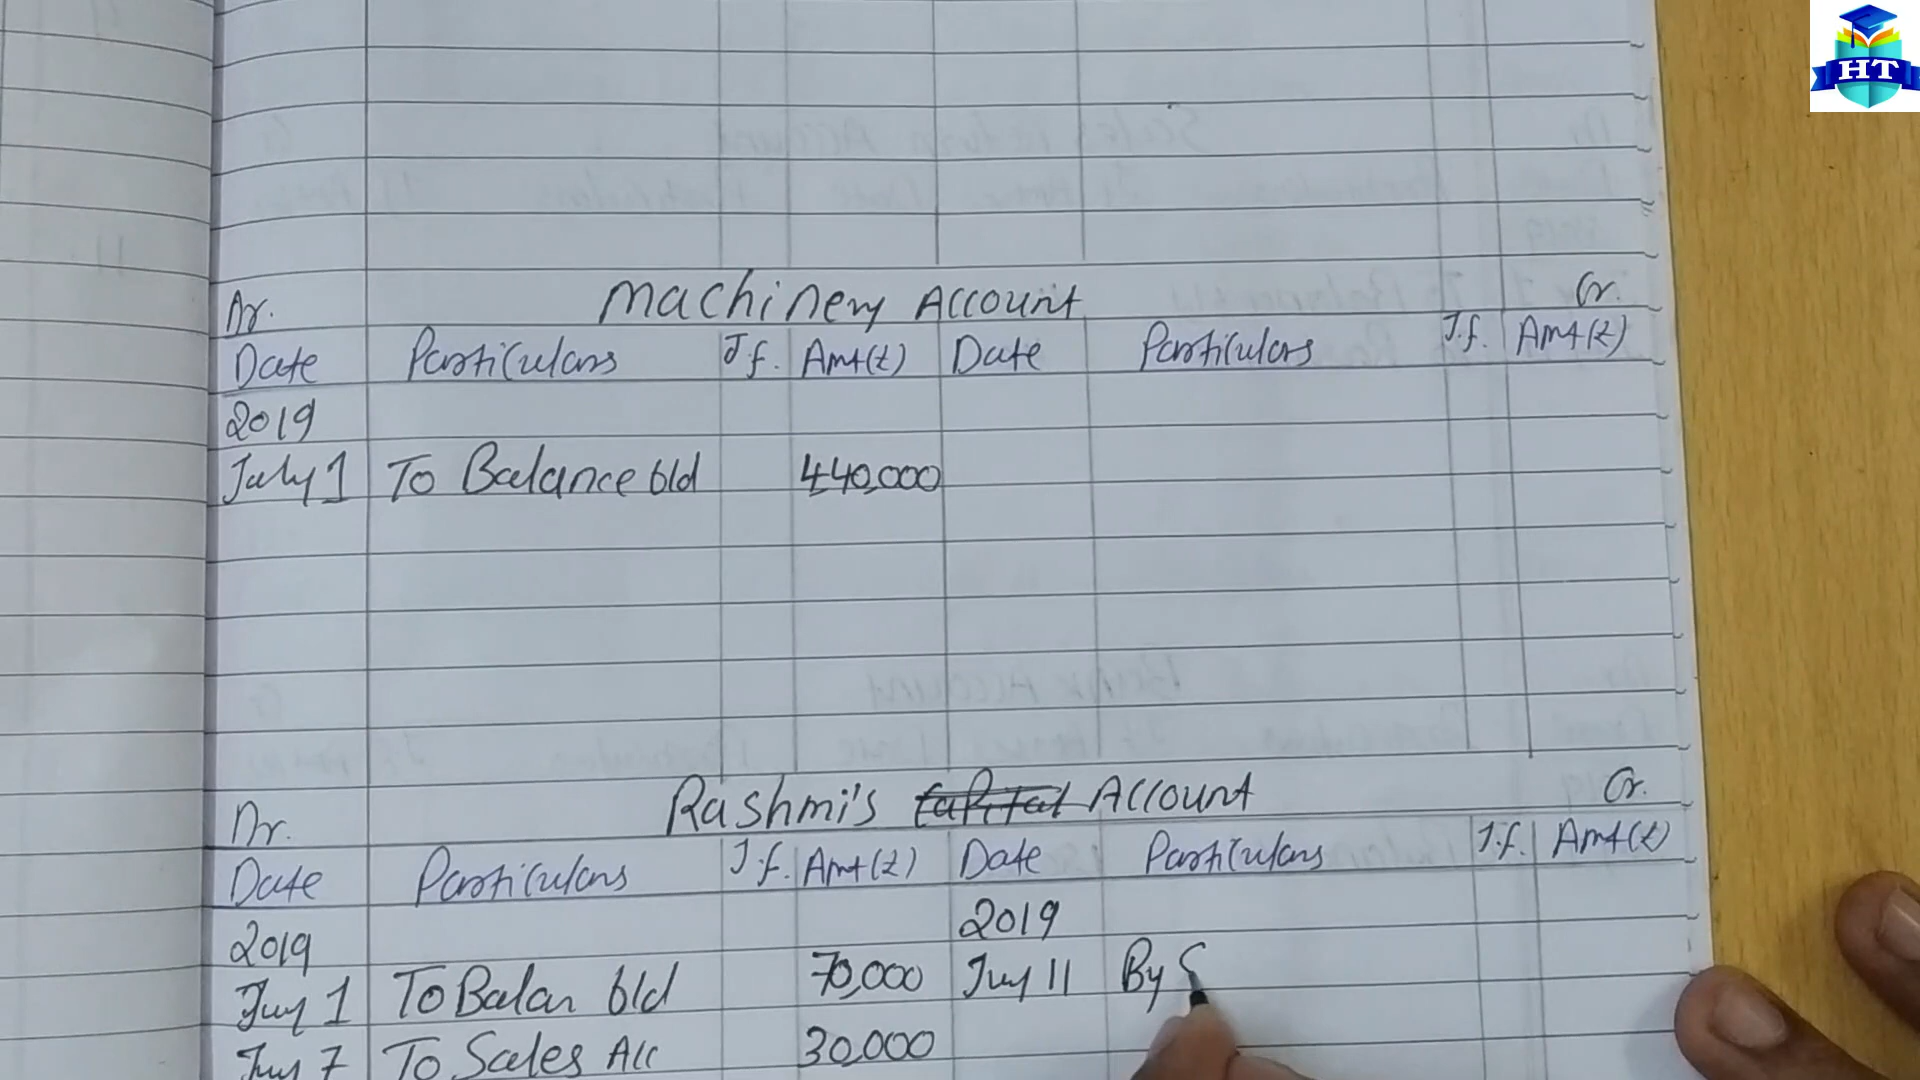 HT
Dr. Machinery Account Cr.
Date Particulars J.f. Amt(₹) Date Particulars J.f. Amt(₹)
2019
July 1 To Balance b/d 440,000
Dr. Rashmi's Capital Account Cr.
Date Particulars J.f. Amt(₹) Date Particulars J.f. Amt(₹)
2019 2019
July 1 To Balan b/d 70,000 July 11 By S
July 7 To Sales A/c 30,000